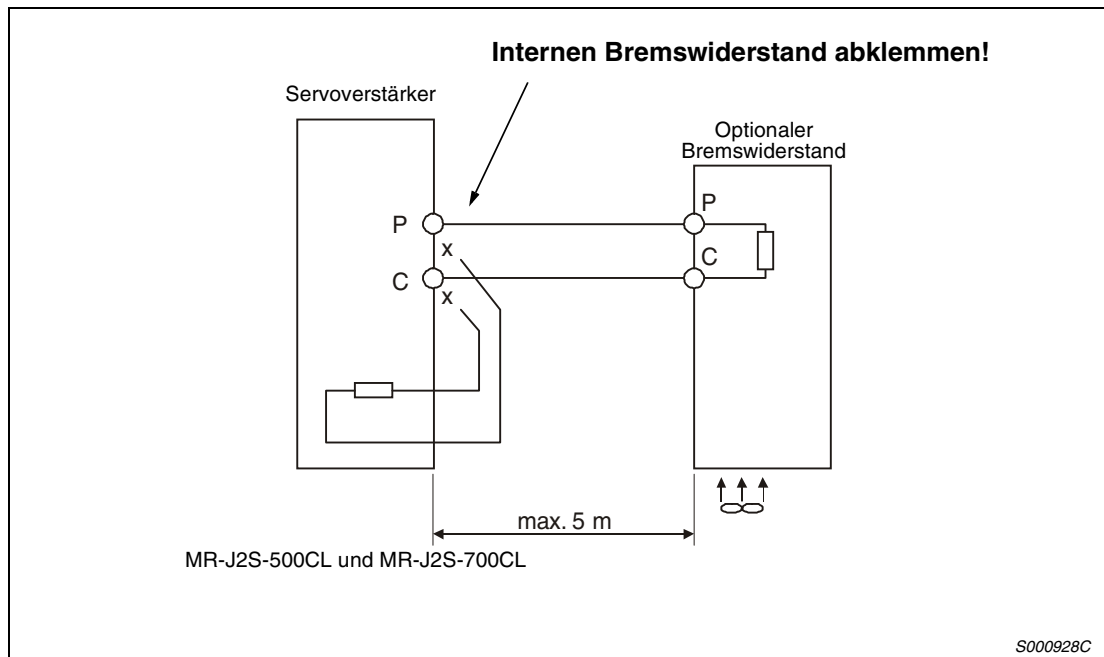 Internen Bremswiderstand abklemmen!
Servoverstärker
Optionaler
Bremswiderstand
P
P
x
C
C
x
max. 5 m
MR-J2S-500CL und MR-J2S-700CL
S000928C